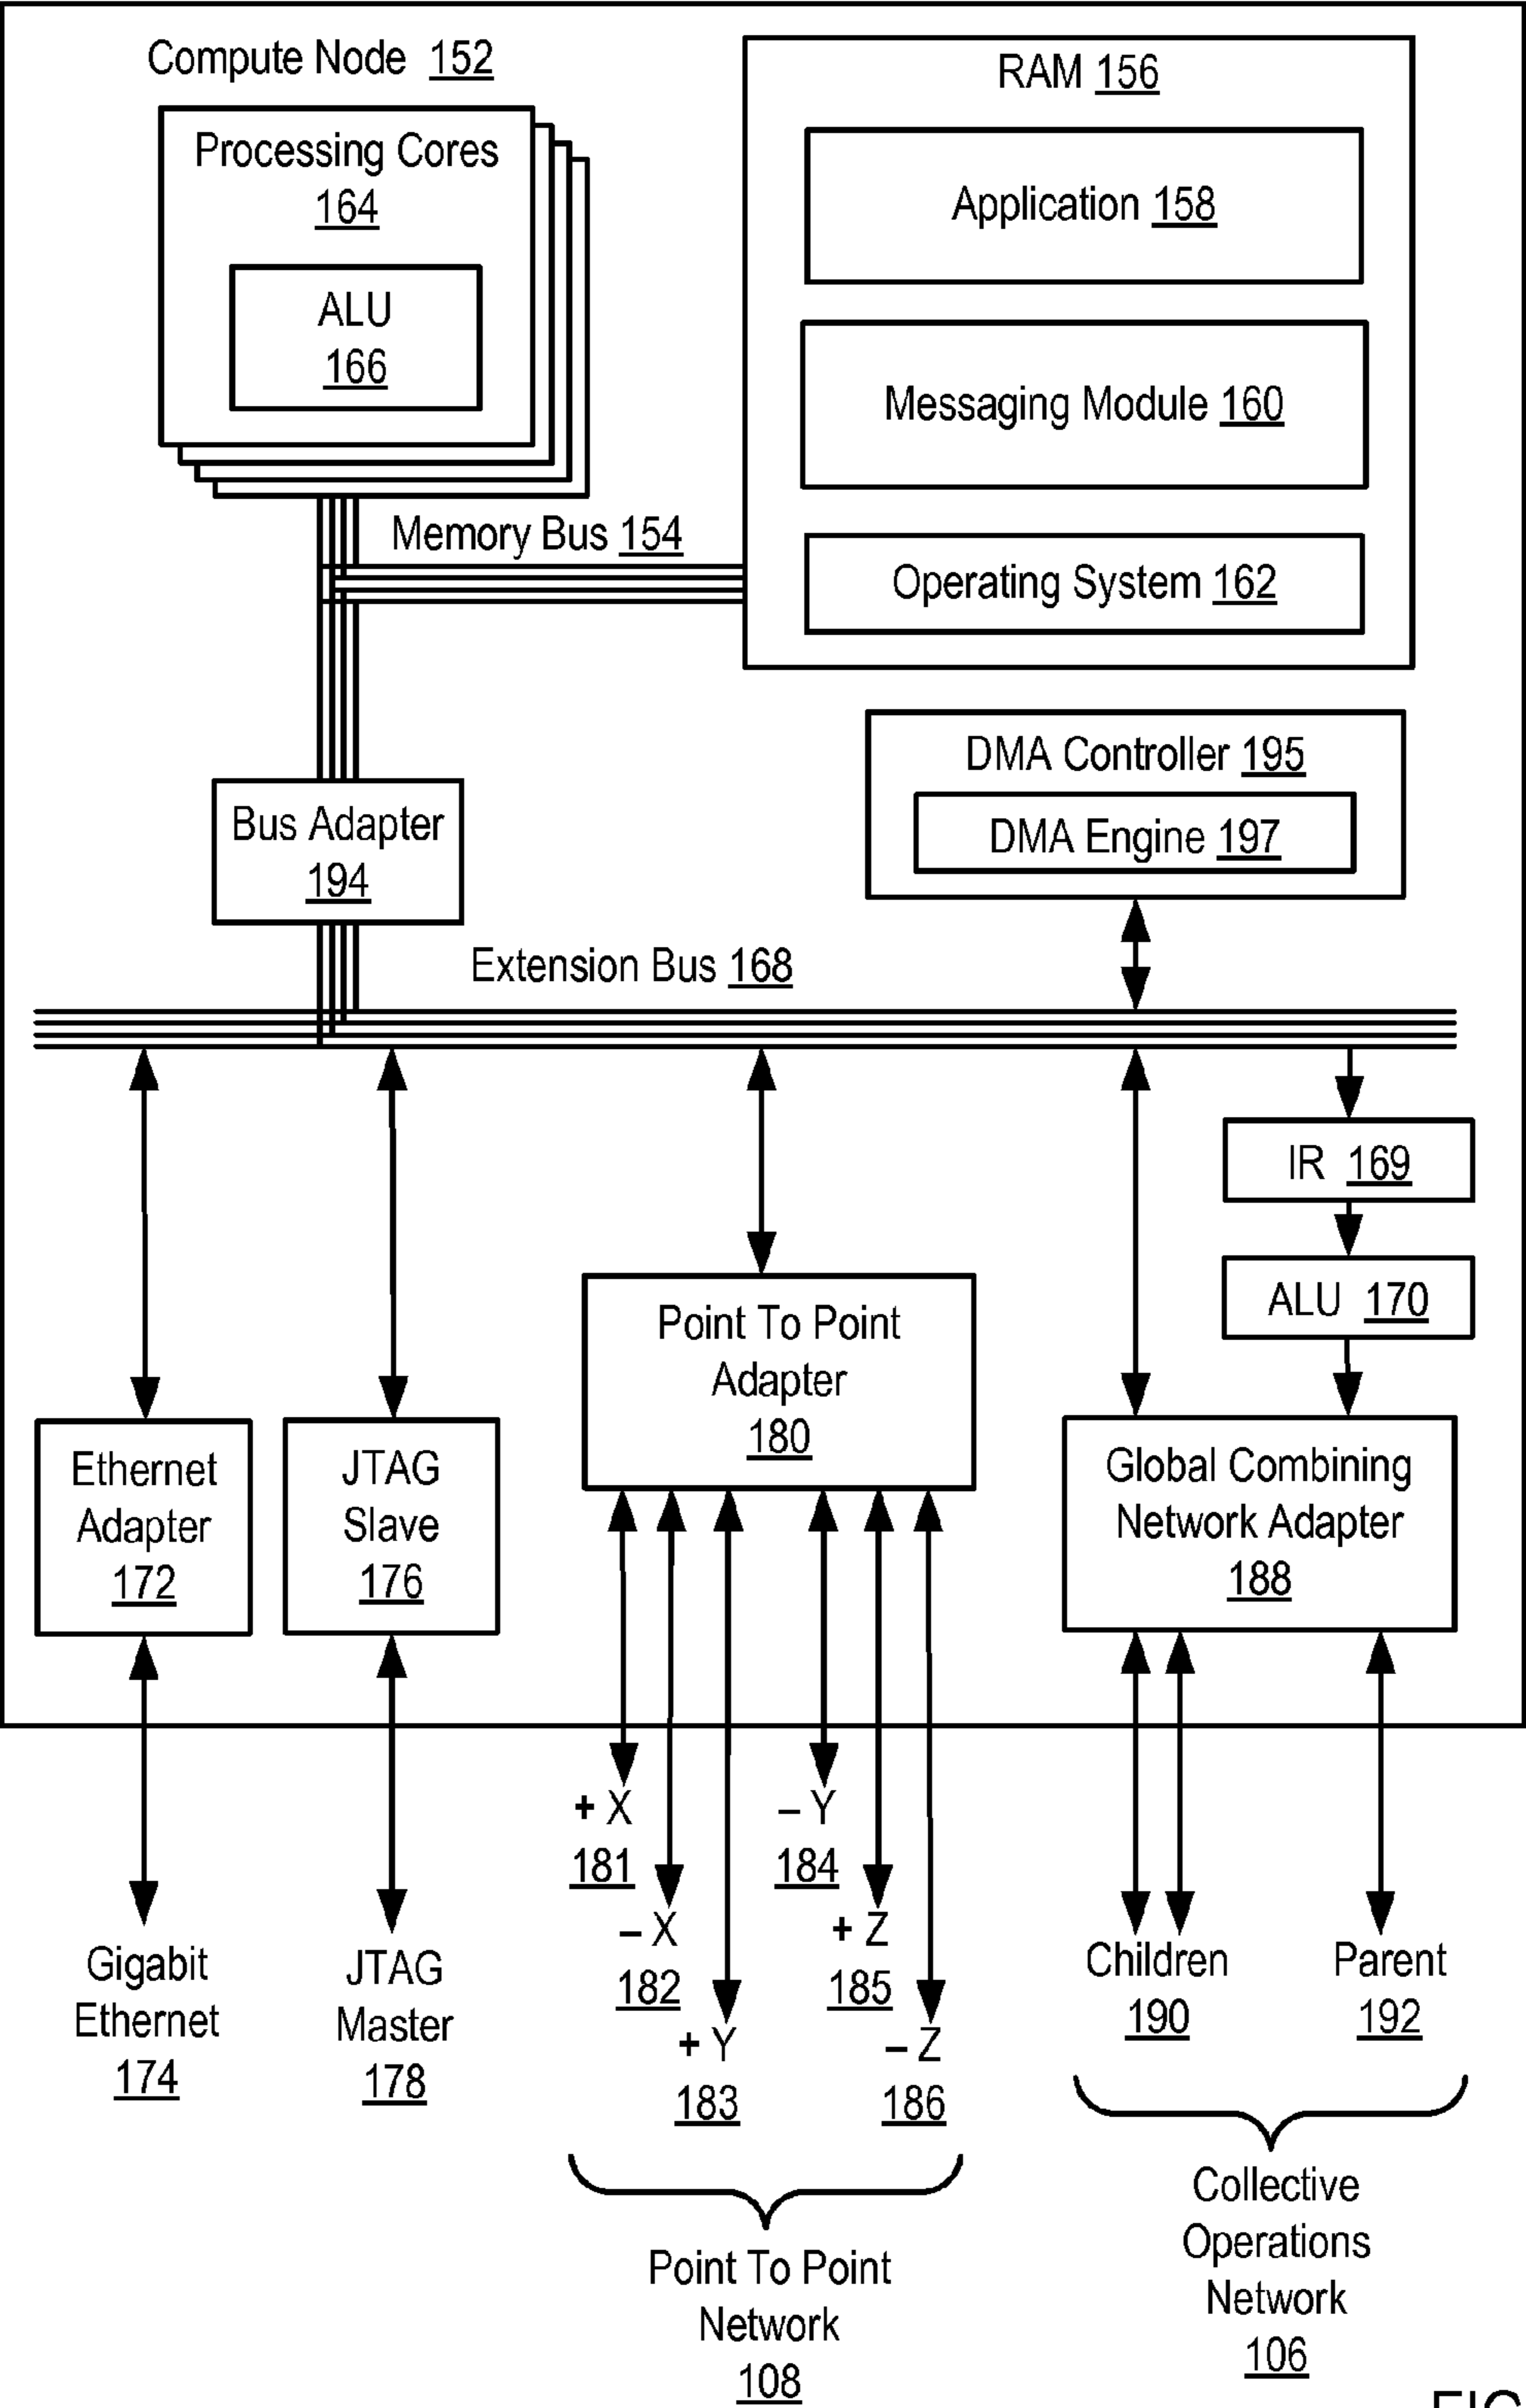 Compute Node 152
Processing Cores
164
ALU
166
RAM 156
Application 158
Messaging Module 160
Operating System 162
Memory Bus 154
DMA Controller 195
DMA Engine 197
Bus Adapter
194
Extension Bus 168
IR 169
ALU 170
Point To Point
Adapter
180
Ethernet
Adapter
172
JTAG
Slave
176
Global Combining
Network Adapter
188
+ X
181
– X
182
+ Y
183
– Y
184
+ Z
185
– Z
186
Gigabit
Ethernet
174
JTAG
Master
178
Children
190
Parent
192
Point To Point
Network
108
Collective
Operations
Network
106